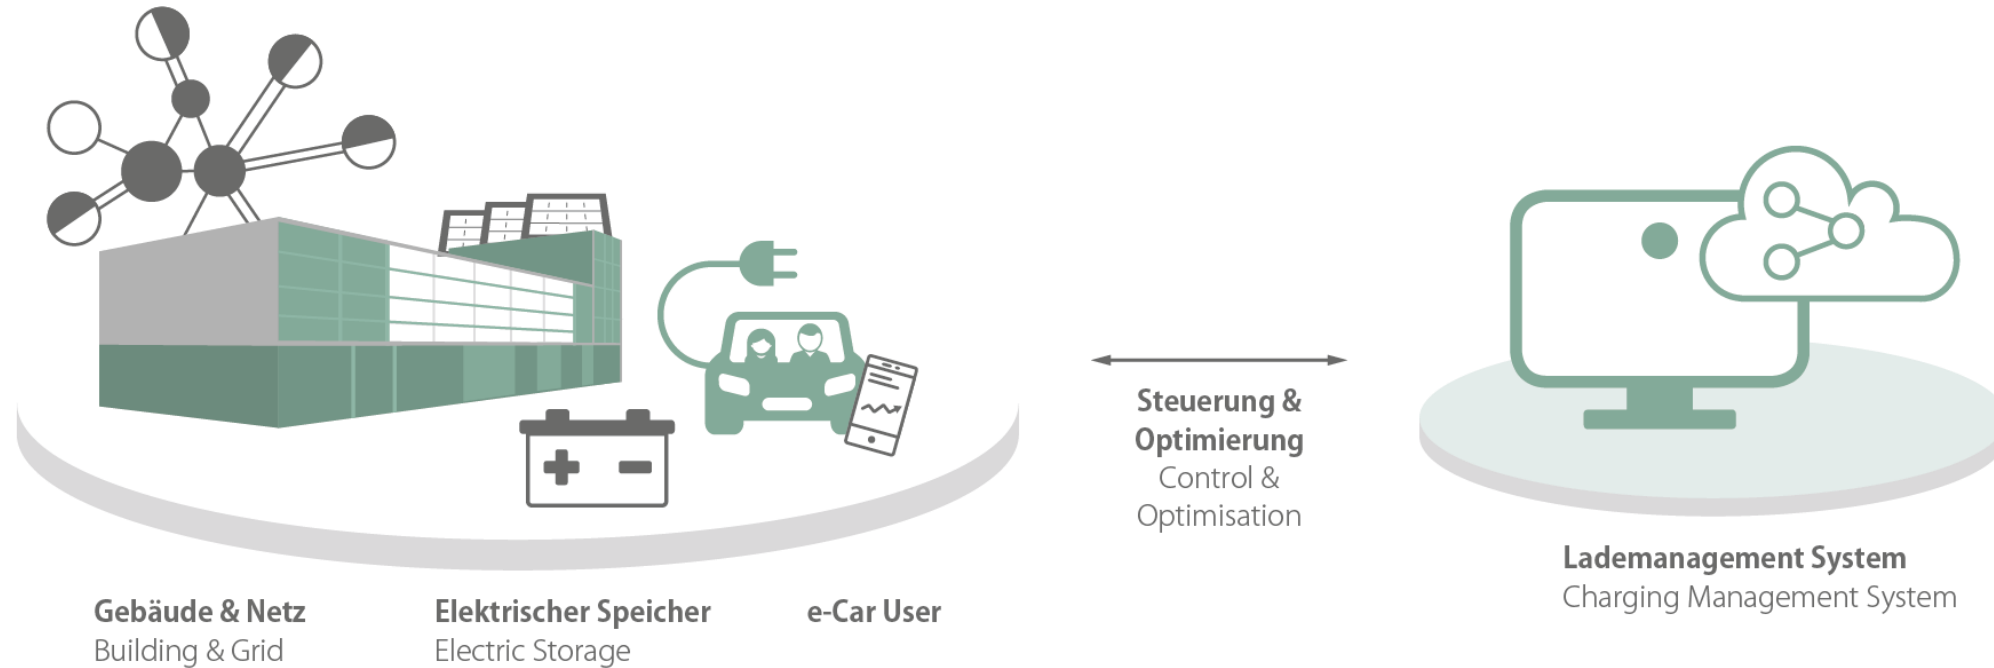 Steuerung &
Optimierung
Control &
Optimisation
Lademanagement System
Charging Management System
Gebäude & Netz
Building & Grid
Elektrischer Speicher
Electric Storage
e-Car User